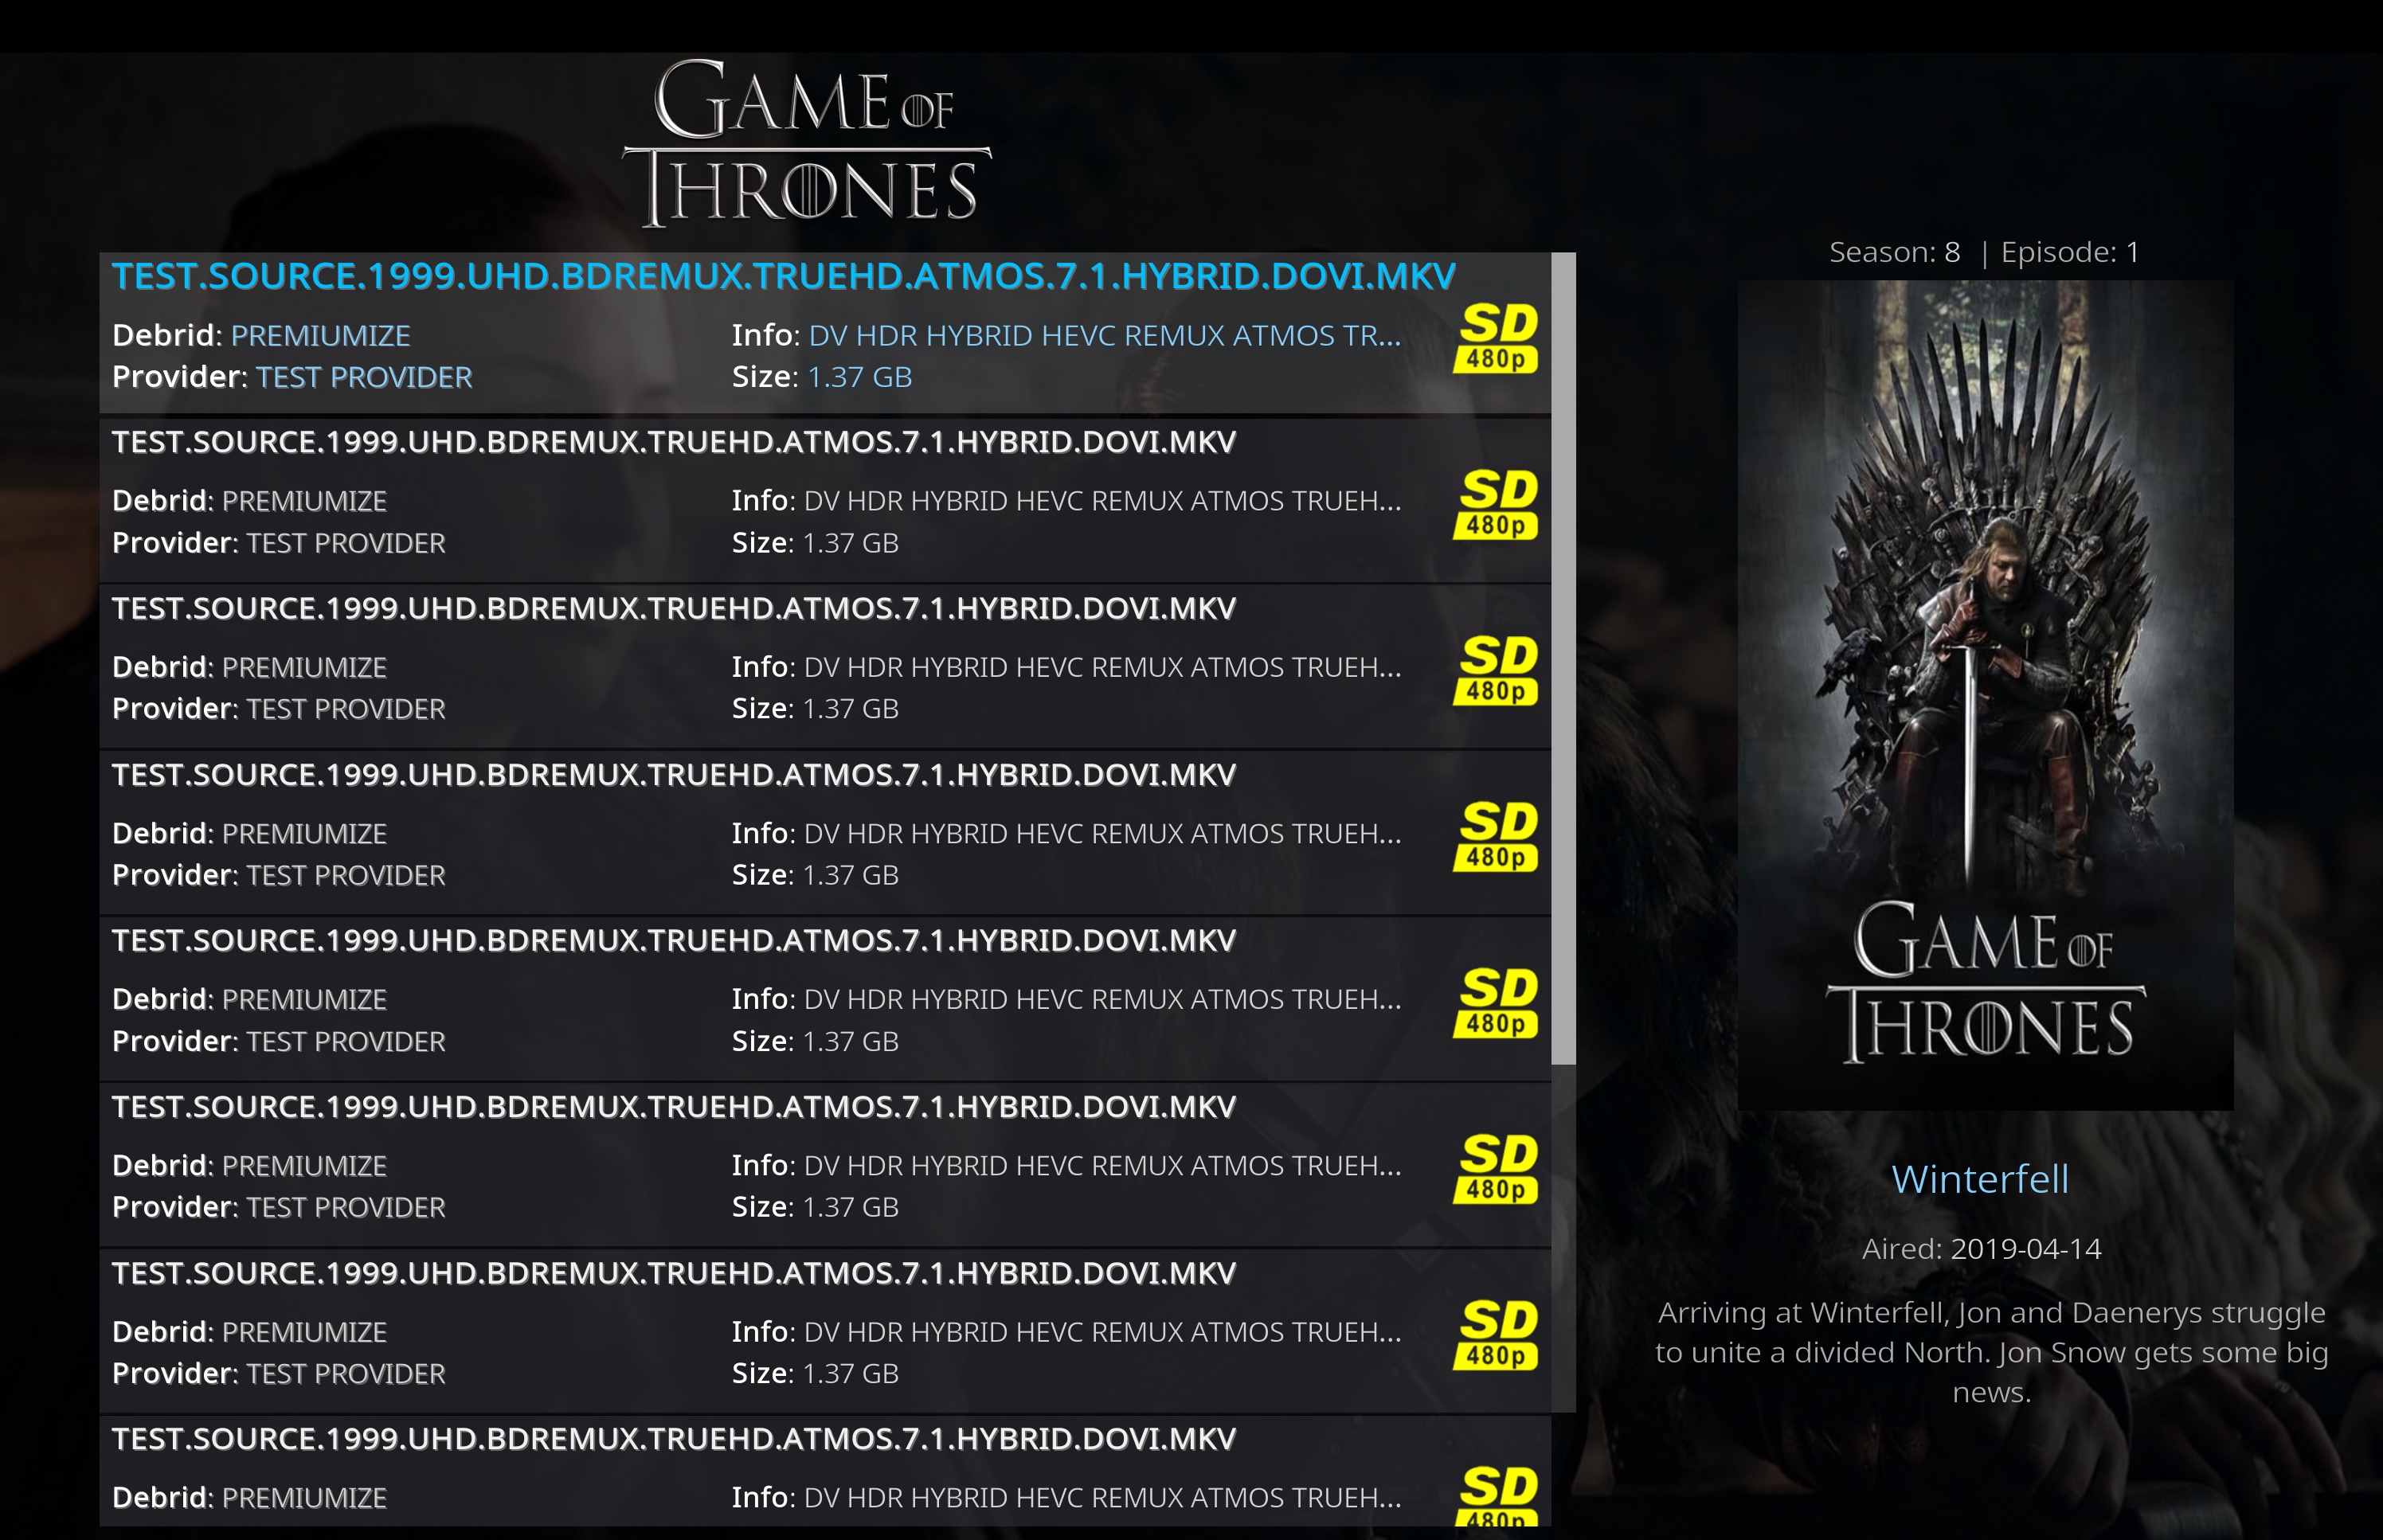 GAME OF
THRONES
TEST.SOURCE.1999.UHD.BDREMUX.TRUEHD.ATMOS.7.1.HYBRID.DOVI.MKV
Debrid: PREMIUMIZE Info: DV HDR HYBRID HEVC REMUX ATMOS TR...
Provider: TEST PROVIDER Size: 1.37 GB
SD
480p
TEST.SOURCE.1999.UHD.BDREMUX.TRUEHD.ATMOS.7.1.HYBRID.DOVI.MKV
Debrid: PREMIUMIZE Info: DV HDR HYBRID HEVC REMUX ATMOS TRUEH...
Provider: TEST PROVIDER Size: 1.37 GB
SD
480p
TEST.SOURCE.1999.UHD.BDREMUX.TRUEHD.ATMOS.7.1.HYBRID.DOVI.MKV
Debrid: PREMIUMIZE Info: DV HDR HYBRID HEVC REMUX ATMOS TRUEH...
Provider: TEST PROVIDER Size: 1.37 GB
SD
480p
TEST.SOURCE.1999.UHD.BDREMUX.TRUEHD.ATMOS.7.1.HYBRID.DOVI.MKV
Debrid: PREMIUMIZE Info: DV HDR HYBRID HEVC REMUX ATMOS TRUEH...
Provider: TEST PROVIDER Size: 1.37 GB
SD
480p
TEST.SOURCE.1999.UHD.BDREMUX.TRUEHD.ATMOS.7.1.HYBRID.DOVI.MKV
Debrid: PREMIUMIZE Info: DV HDR HYBRID HEVC REMUX ATMOS TRUEH...
Provider: TEST PROVIDER Size: 1.37 GB
SD
480p
TEST.SOURCE.1999.UHD.BDREMUX.TRUEHD.ATMOS.7.1.HYBRID.DOVI.MKV
Debrid: PREMIUMIZE Info: DV HDR HYBRID HEVC REMUX ATMOS TRUEH...
Provider: TEST PROVIDER Size: 1.37 GB
SD
480p
TEST.SOURCE.1999.UHD.BDREMUX.TRUEHD.ATMOS.7.1.HYBRID.DOVI.MKV
Debrid: PREMIUMIZE Info: DV HDR HYBRID HEVC REMUX ATMOS TRUEH...
Provider: TEST PROVIDER Size: 1.37 GB
SD
480p
TEST.SOURCE.1999.UHD.BDREMUX.TRUEHD.ATMOS.7.1.HYBRID.DOVI.MKV
Debrid: PREMIUMIZE Info: DV HDR HYBRID HEVC REMUX ATMOS TRUEH...
SD
480p
Season: 8 | Episode: 1
GAME OF
THRONES
Winterfell
Aired: 2019-04-14
Arriving at Winterfell, Jon and Daenerys struggle
to unite a divided North. Jon Snow gets some big
news.